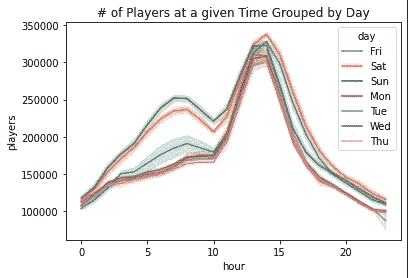 # of Players at a given Time Grouped by Day
350000
300000
250000
200000
150000
100000
players
0 5 10 15 20
hour
day
Fri
Sat
Sun
Mon
Tue
Wed
Thu